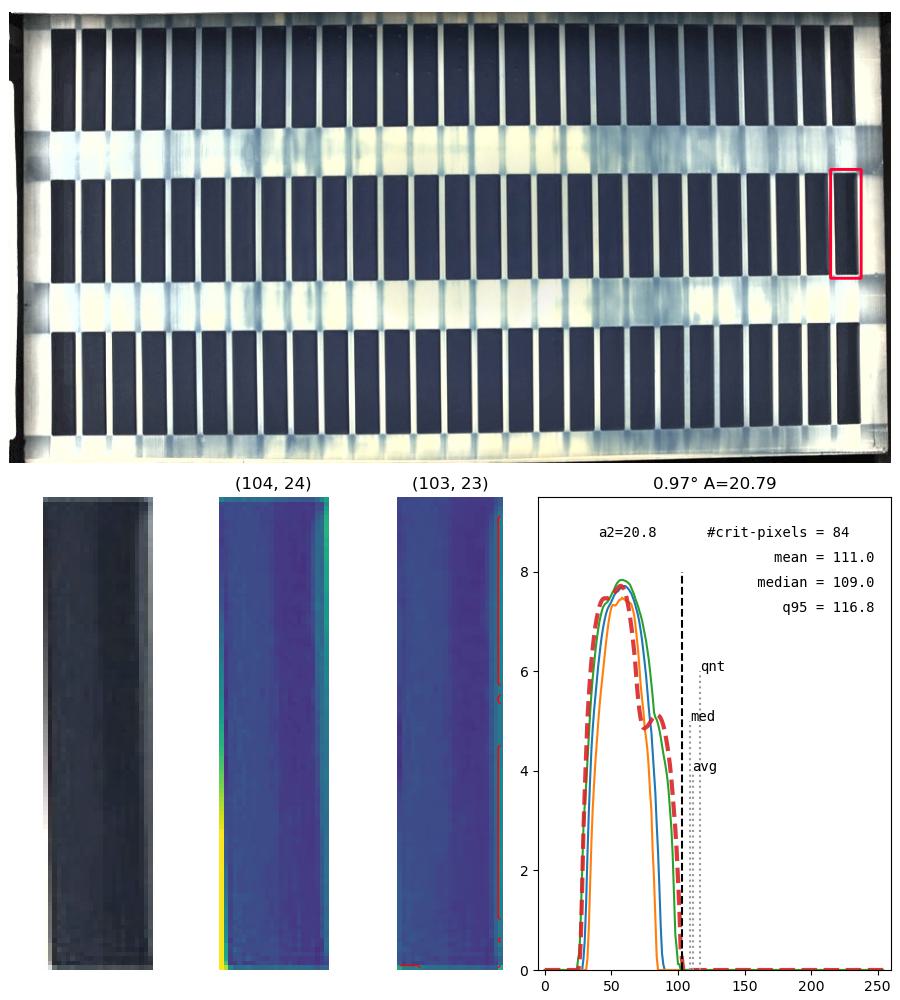 (104, 24)
(103, 23)
0.97° A=20.79
a2=20.8
#crit-pixels = 84
mean = 111.0
median = 109.0
q95 = 116.8
qnt
med
avg
8
6
4
2
0
0 50 100 150 200 250